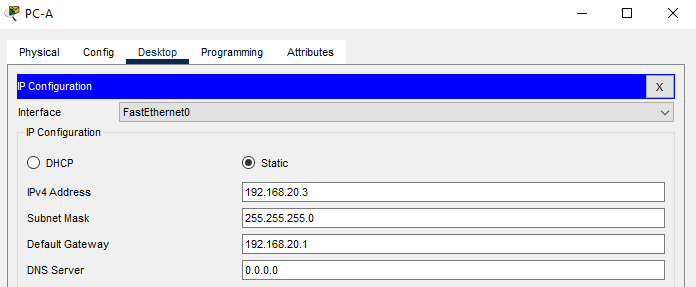 PC-A
Physical Config Desktop Programming Attributes
IP Configuration X
Interface FastEthernet0
IP Configuration
DHCP Static
IPv4 Address 192.168.20.3
Subnet Mask 255.255.255.0
Default Gateway 192.168.20.1
DNS Server 0.0.0.0